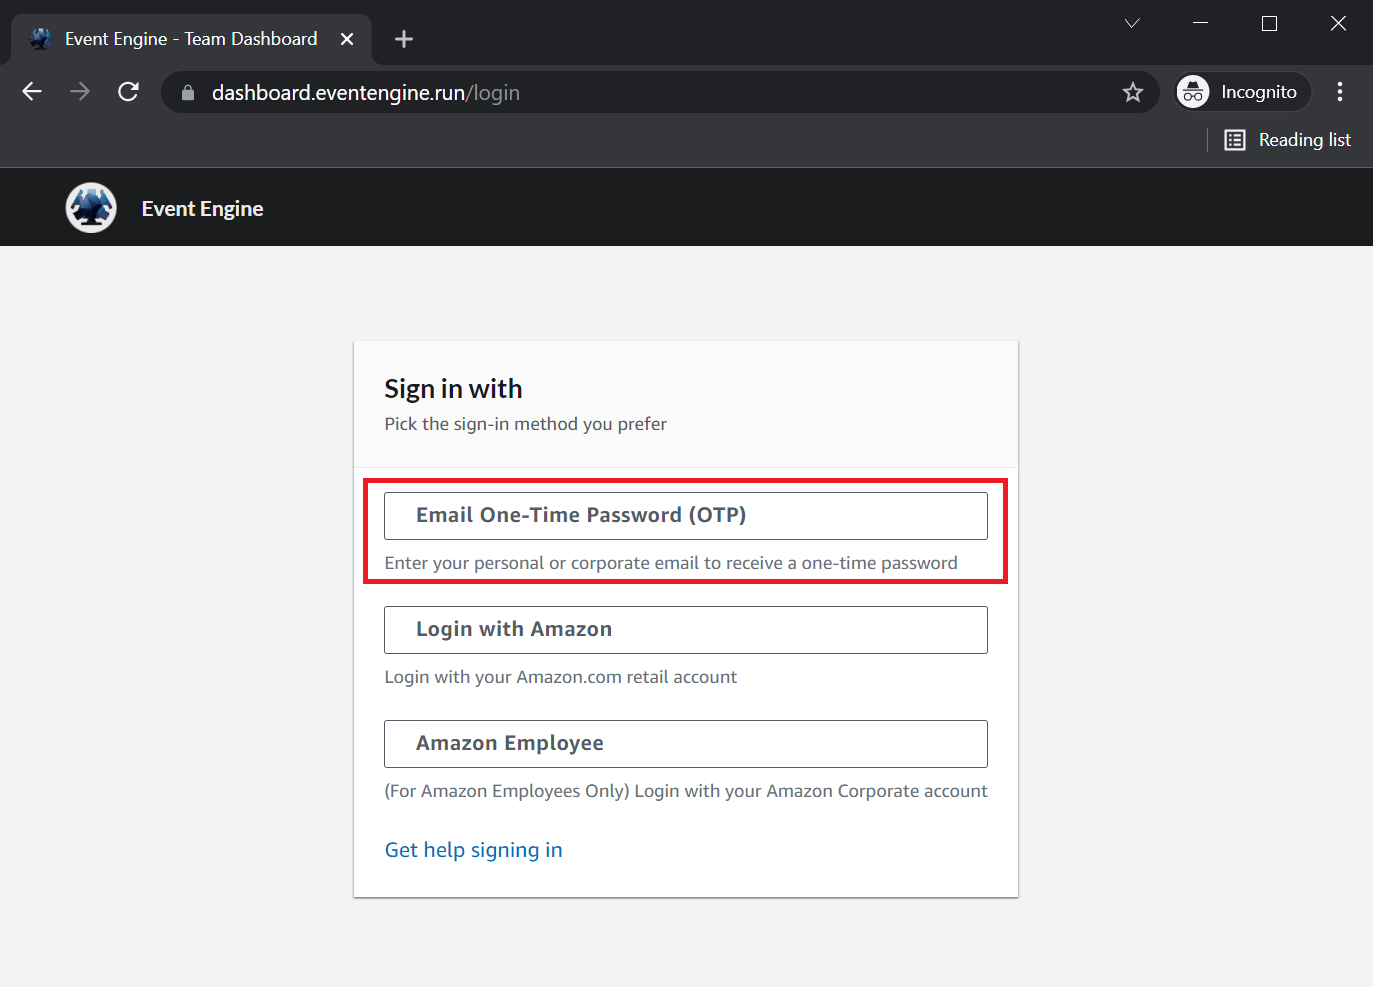 Event Engine - Team Dashboard
dashboard.eventengine.run/login
Incognito
Reading list
Event Engine
Sign in with
Pick the sign-in method you prefer
Email One-Time Password (OTP)
Enter your personal or corporate email to receive a one-time password
Login with Amazon
Login with your Amazon.com retail account
Amazon Employee
(For Amazon Employees Only) Login with your Amazon Corporate account
Get help signing in